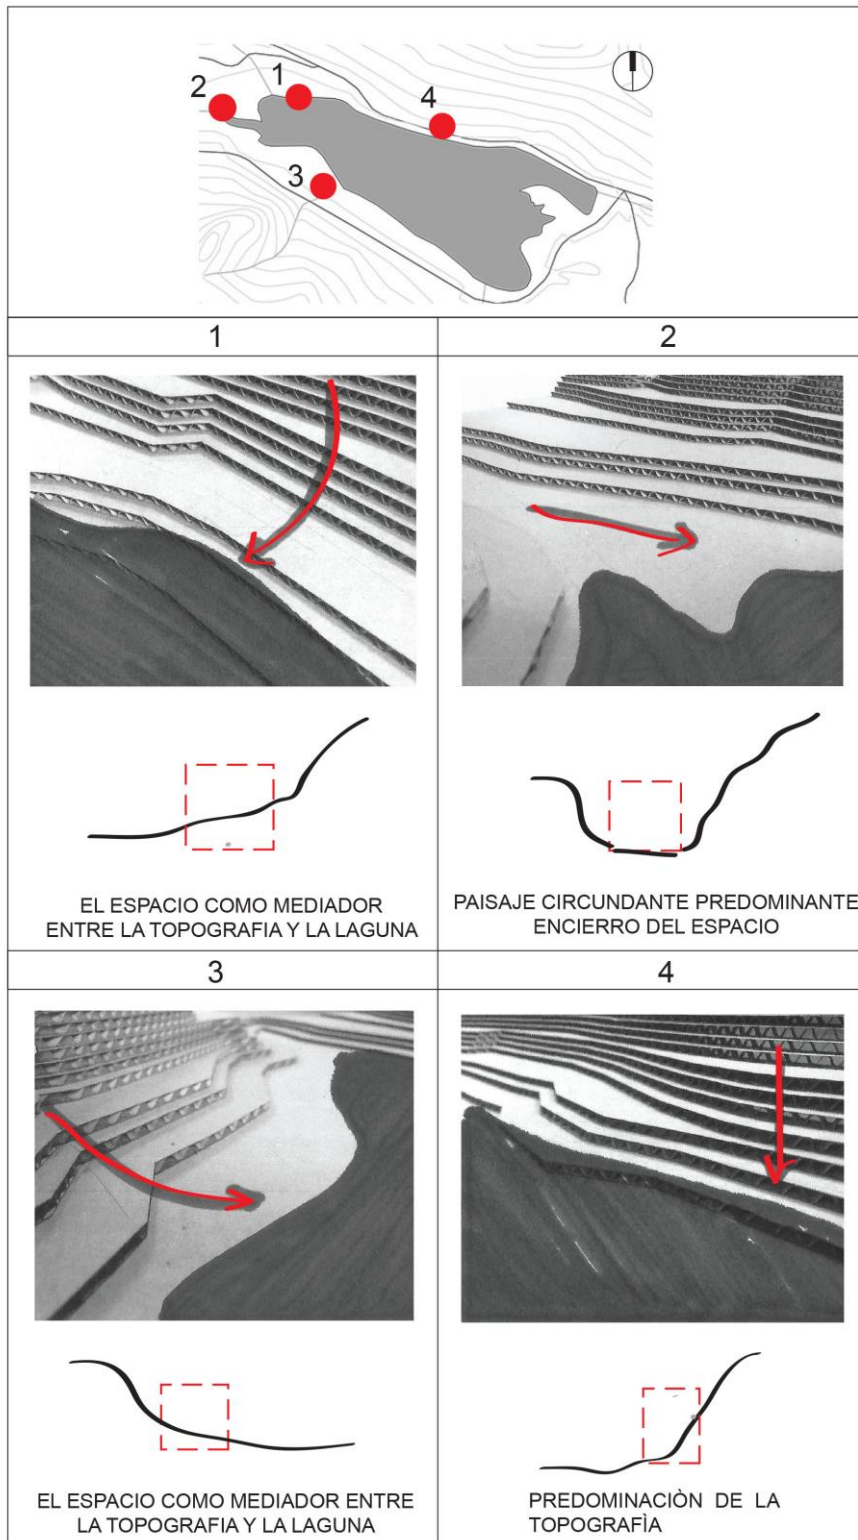 1
2
4
3
1
2
EL ESPACIO COMO MEDIADOR
ENTRE LA TOPOGRAFIA Y LA LAGUNA
PAISAJE CIRCUNDANTE PREDOMINANTE
ENCIERRO DEL ESPACIO
3
4
EL ESPACIO COMO MEDIADOR ENTRE
LA TOPOGRAFIA Y LA LAGUNA
PREDOMINACIÒN DE LA
TOPOGRAFÌA